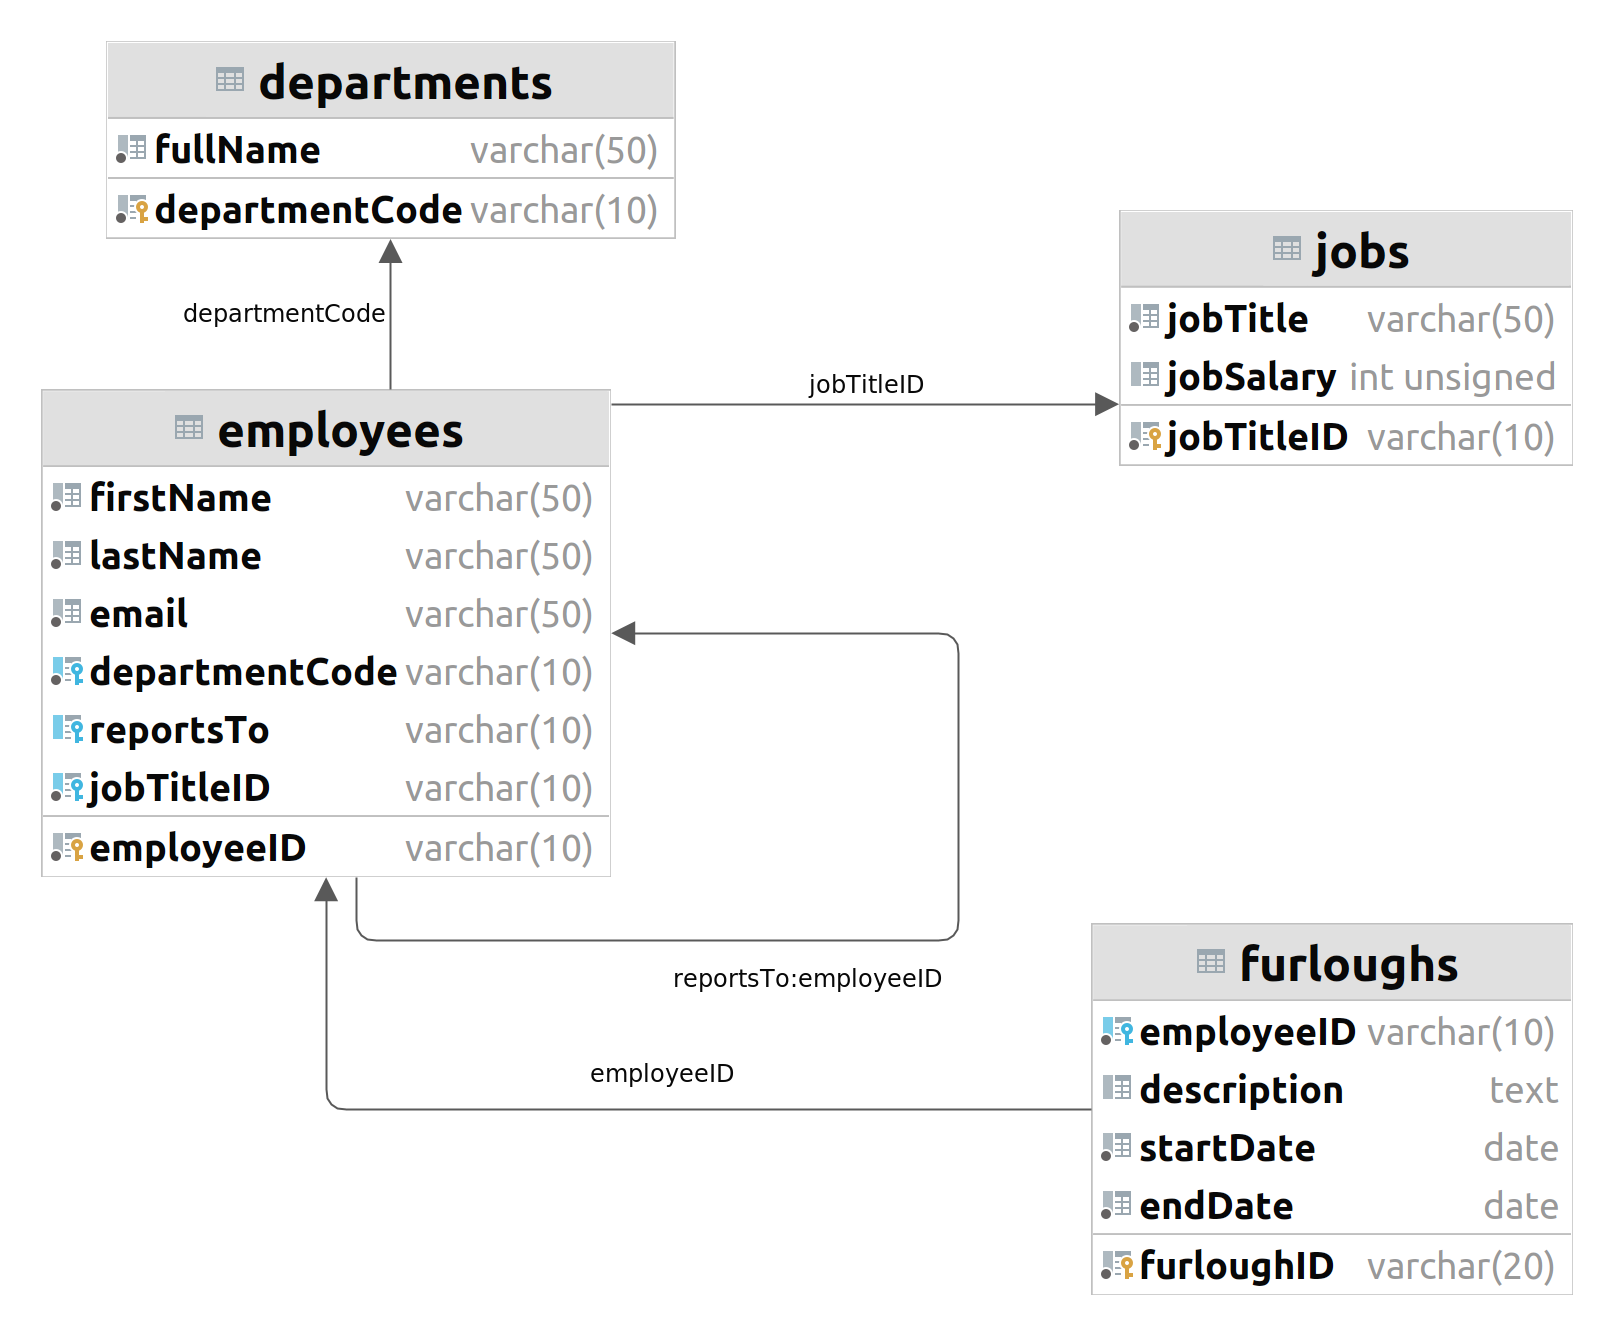 departments
fullName varchar(50)
departmentCode varchar(10)
departmentCode
jobs
jobTitle varchar(50)
jobSalary int unsigned
jobTitleID varchar(10)
jobTitleID
employees
firstName varchar(50)
lastName varchar(50)
email varchar(50)
departmentCode varchar(10)
reportsTo varchar(10)
jobTitleID varchar(10)
employeeID varchar(10)
reportsTo:employeeID
employeeID
furloughs
employeeID varchar(10)
description text
startDate date
endDate date
furloughID varchar(20)